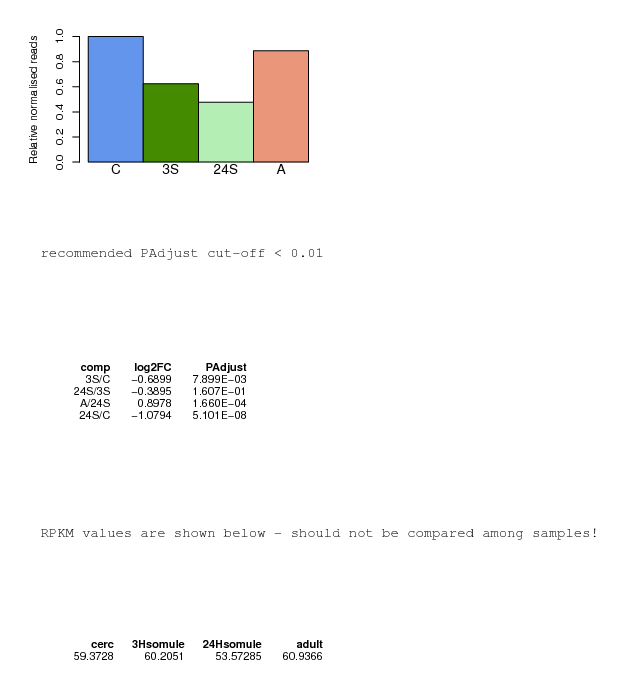 Relative normalised reads
1.0
0.8
0.6
0.4
0.2
0.0
C 3S 24S A
recommended PAdjust cut-off < 0.01
comp log2FC PAdjust
3S/C −0.6899 7.899E−03
24S/3S −0.3895 1.607E−01
A/24S 0.8978 1.660E−04
24S/C −1.0794 5.101E−08
RPKM values are shown below - should not be compared among samples!
cerc 3Hsomule 24Hsomule adult
59.3728 60.2051 53.57285 60.9366